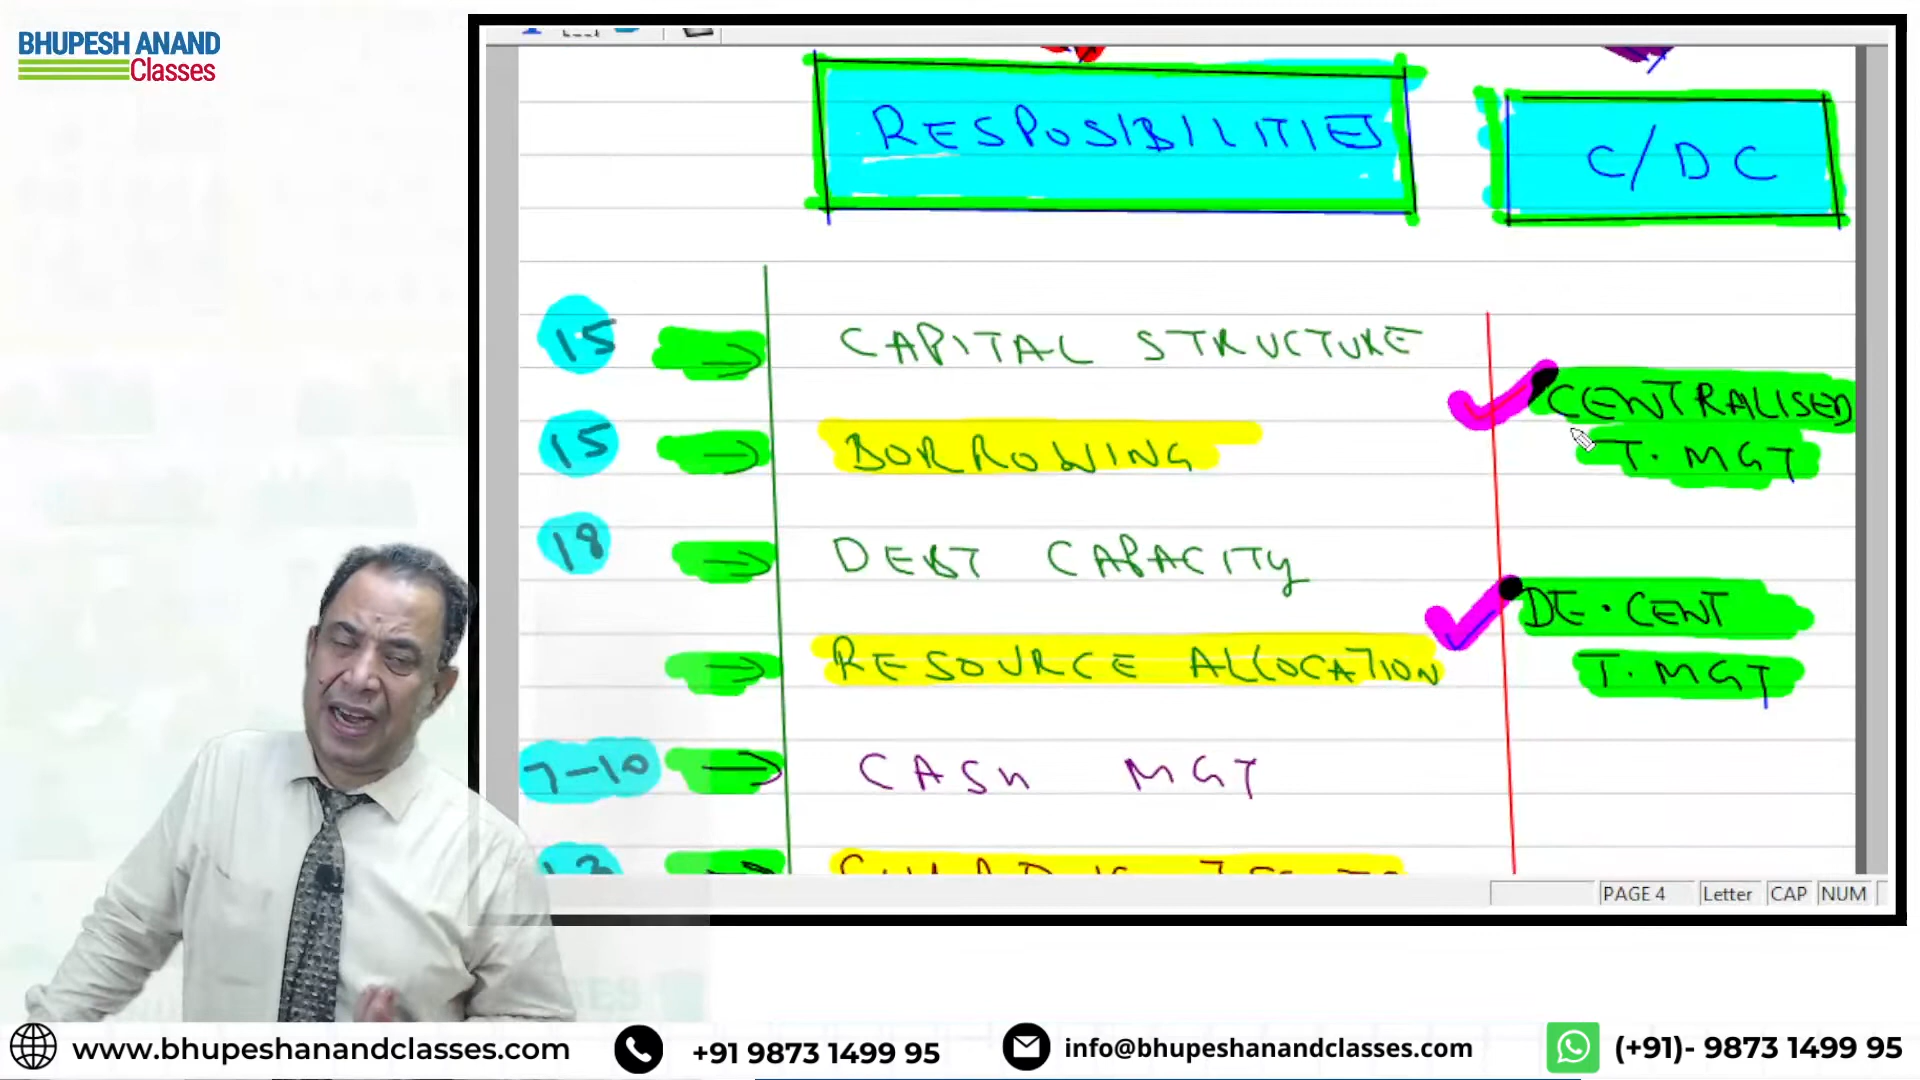 BHUPESH ANAND
Classes
RESPOSIBILITIES
C/DC
15 → CAPITAL STRUCTURE
CENTRALISED
T. MGT
15 → BORROWING
18 → DEBT CAPACITY
DE. CENT
T. MGT
→ RESOURCE ALLOCATION
7-10 → CASH MGT
PAGE 4 Letter CAP NUM
www.bhupeshanandclasses.com +91 9873 1499 95 info@bhupeshanandclasses.com (+91)- 9873 1499 95